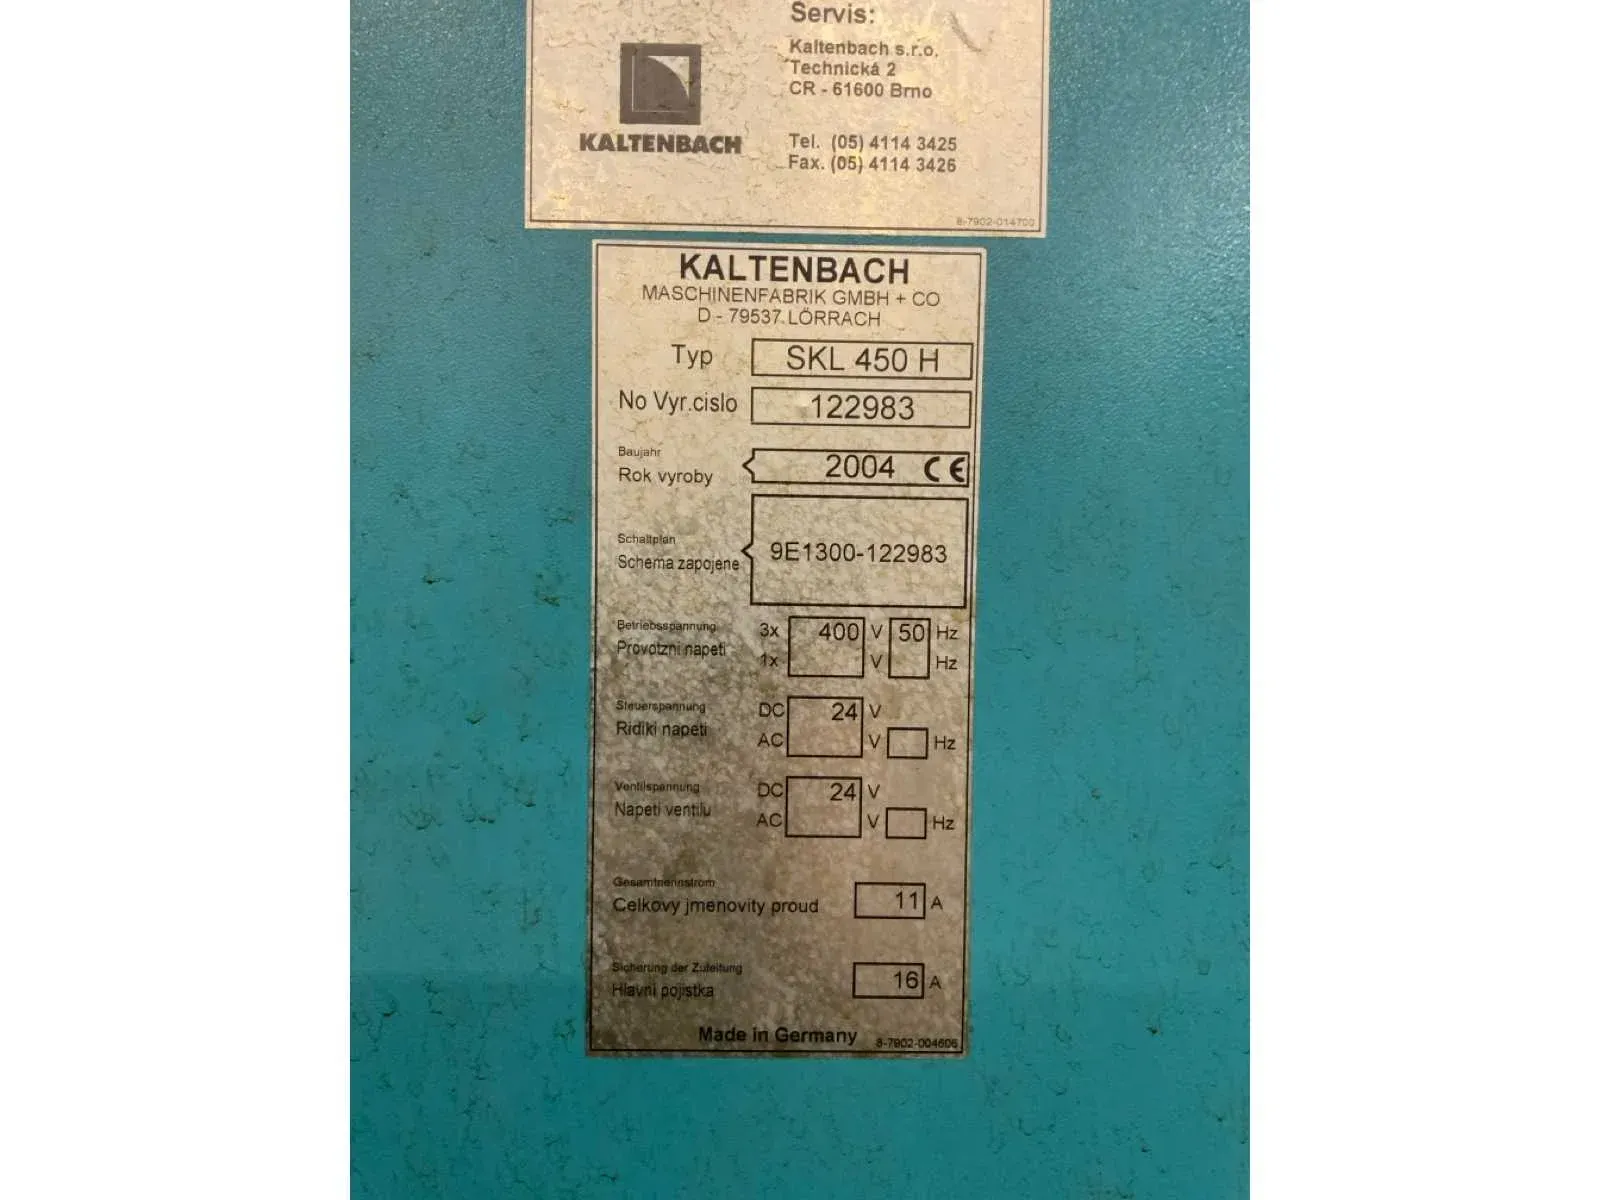 Servis:
Kaltenbach s.r.o.
Technická 2
CR - 61600 Brno
KALTENBACH
Tel. (05) 4114 3425
Fax. (05) 4114 3426
8-7902-014700
KALTENBACH
MASCHINENFABRIK GMBH + CO
D - 79537 LÖRRACH
Typ SKL 450 H
No Vyr.cislo 122983
Baujahr
Rok vyroby 2004 CE
Schaltplan
Schema zapojene 9E1300-122983
Betriebsspannung 3x 400 V 50 Hz
Provotzni napeti 1x V Hz
Steuerspannung DC 24 V
Ridiki napeti AC V Hz
Ventilspannung DC 24 V
Napeti ventilu AC V Hz
Gesamtnennstrom
Celkovy jmenovity proud 11 A
Sicherung der Zuleitung
Hlavni pojistka 16 A
Made in Germany 8-7902-004606